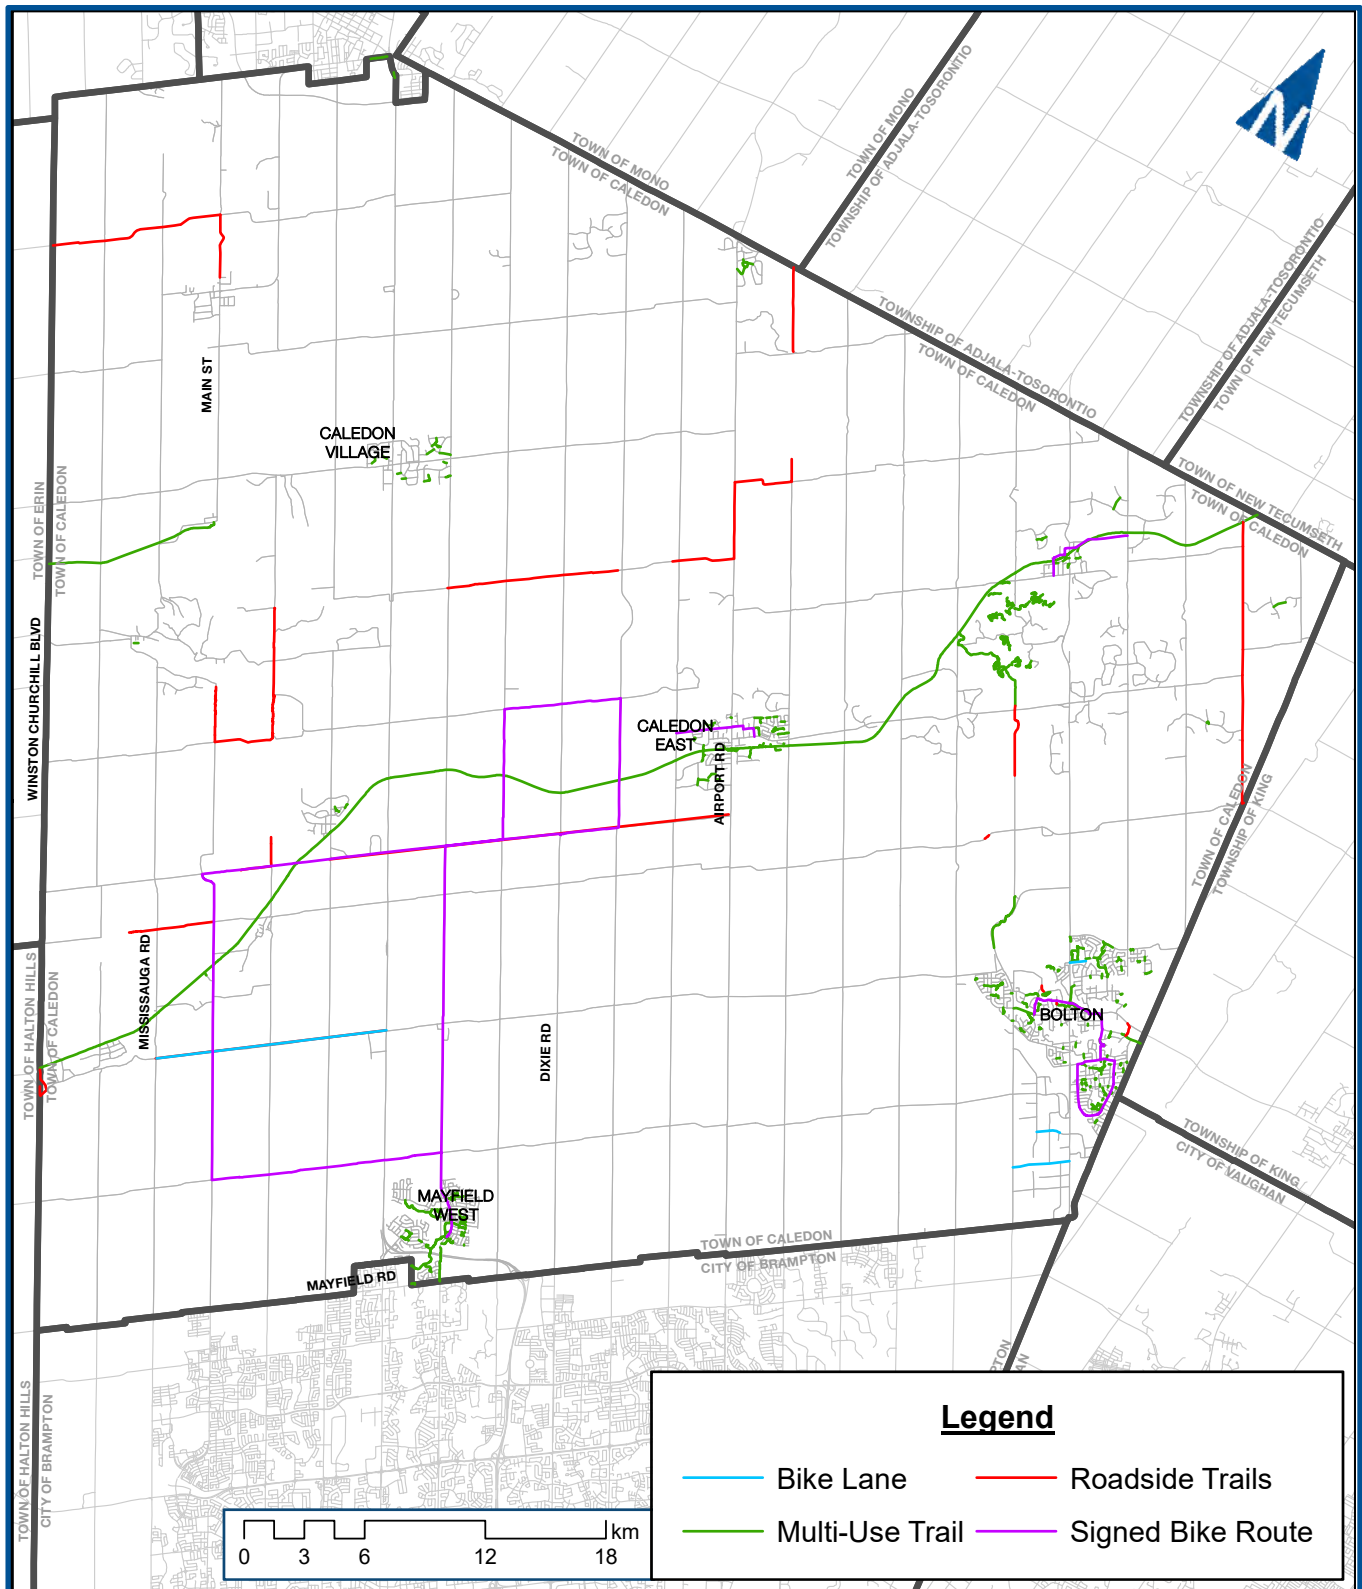 N
TOWN OF MONO
TOWN OF CALEDON
TOWN OF MONO
TOWNSHIP OF ADJALA-TOSORONTIO
TOWNSHIP OF ADJALA-TOSORONTIO
TOWN OF NEW TECUMSETH
TOWNSHIP OF ADJALA-TOSORONTIO
TOWN OF CALEDON
MAIN ST
CALEDON
VILLAGE
TOWN OF ERIN
TOWN OF CALEDON
TOWN OF NEW TECUMSETH
TOWN OF CALEDON
WINSTON CHURCHILL BLVD
CALEDON
EAST
AIRPORT RD
TOWN OF CALEDON
TOWNSHIP OF KING
MISSISSAUGA RD
TOWN OF HALTON HILLS
TOWN OF CALEDON
BOLTON
DIXIE RD
TOWNSHIP OF KING
CITY OF VAUGHAN
MAYFIELD
WEST
TOWN OF CALEDON
CITY OF BRAMPTON
MAYFIELD RD
PTON
AN
TOWN OF HALTON HILLS
CITY OF BRAMPTON
Legend
Bike Lane
Roadside Trails
Multi-Use Trail
Signed Bike Route
km
0 3 6 12 18